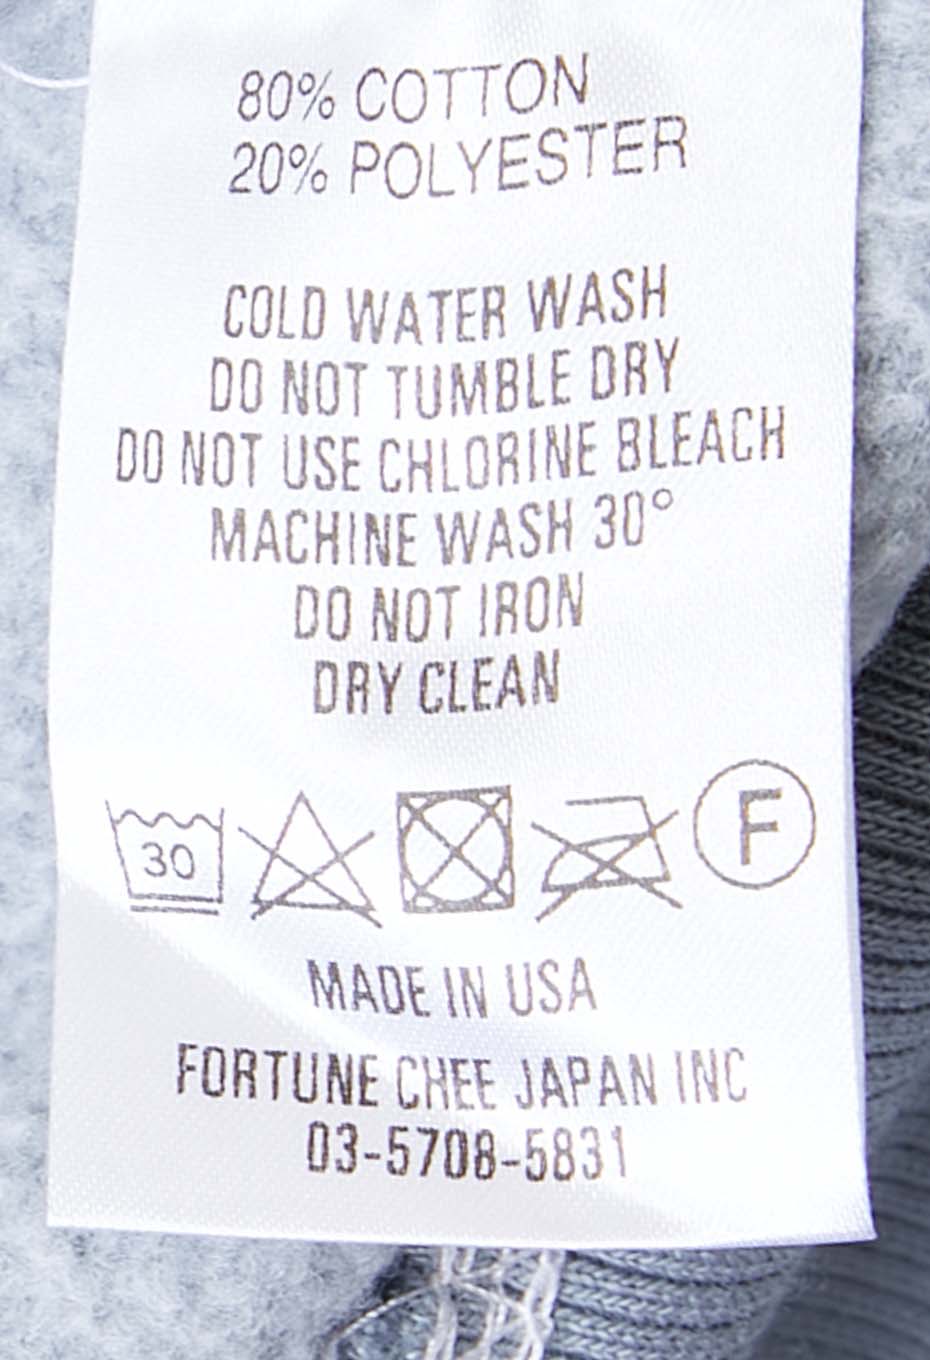 80% COTTON
20% POLYESTER
COLD WATER WASH
DO NOT TUMBLE DRY
DO NOT USE CHLORINE BLEACH
MACHINE WASH 30°
DO NOT IRON
DRY CLEAN
30 F
MADE IN USA
FORTUNE CHEE JAPAN INC
03-5708-5831